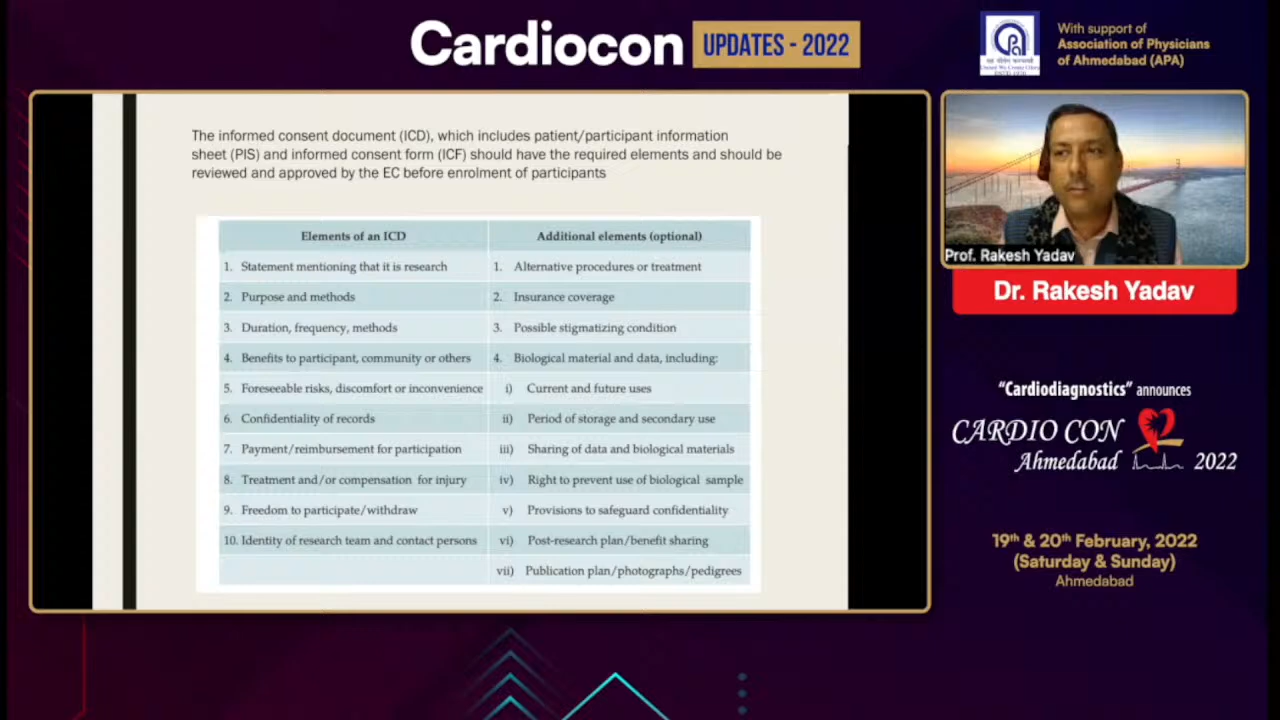 Cardiocon
UPDATES - 2022
With support of
Association of Physicians
of Ahmedabad (APA)
The informed consent document (ICD), which includes patient/participant information
sheet (PIS) and informed consent form (ICF) should have the required elements and should be
reviewed and approved by the EC before enrolment of participants
Elements of an ICD
Additional elements (optional)
1. Statement mentioning that it is research
1. Alternative procedures or treatment
2. Purpose and methods
2. Insurance coverage
3. Duration, frequency, methods
3. Possible stigmatizing condition
4. Benefits to participant, community or others
4. Biological material and data, including:
5. Foreseeable risks, discomfort or inconvenience
i) Current and future uses
6. Confidentiality of records
ii) Period of storage and secondary use
7. Payment/reimbursement for participation
iii) Sharing of data and biological materials
8. Treatment and/or compensation for injury
iv) Right to prevent use of biological sample
9. Freedom to participate/withdraw
v) Provisions to safeguard confidentiality
10. Identity of research team and contact persons
vi) Post-research plan/benefit sharing
vii) Publication plan/photographs/pedigrees
Prof. Rakesh Yadav
Dr. Rakesh Yadav
“Cardiodiagnostics” announces
CARDIO CON
Ahmedabad 2022
19th & 20th February, 2022
(Saturday & Sunday)
Ahmedabad